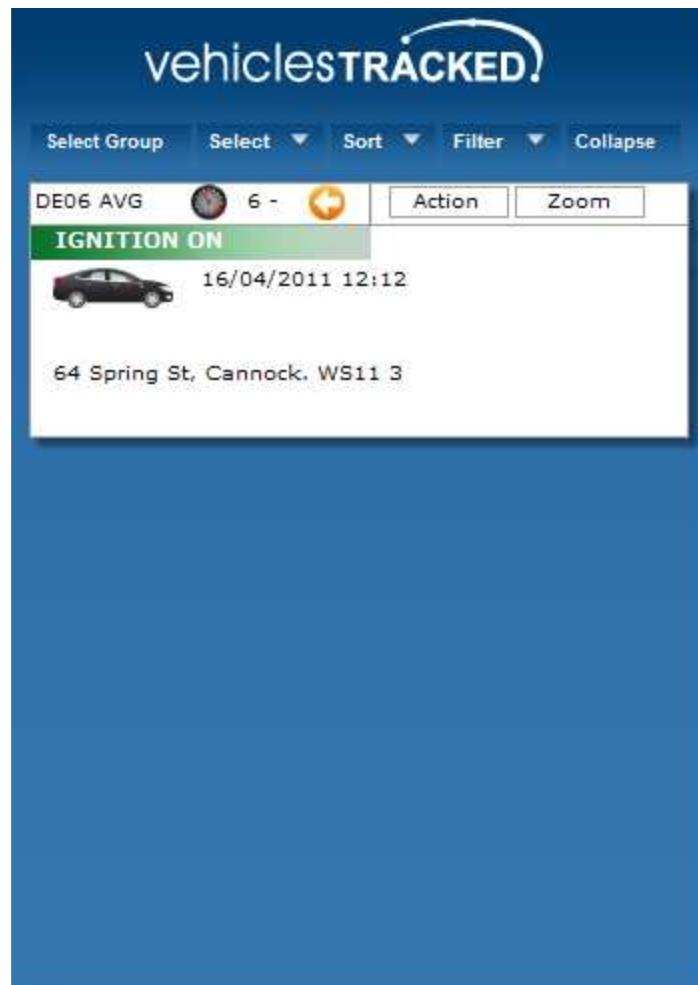 vehiclesTRACKED!
Select Group Select Sort Filter Collapse
DE06 AVG 6 - Action Zoom
IGNITION ON
16/04/2011 12:12
64 Spring St, Cannock. WS11 3